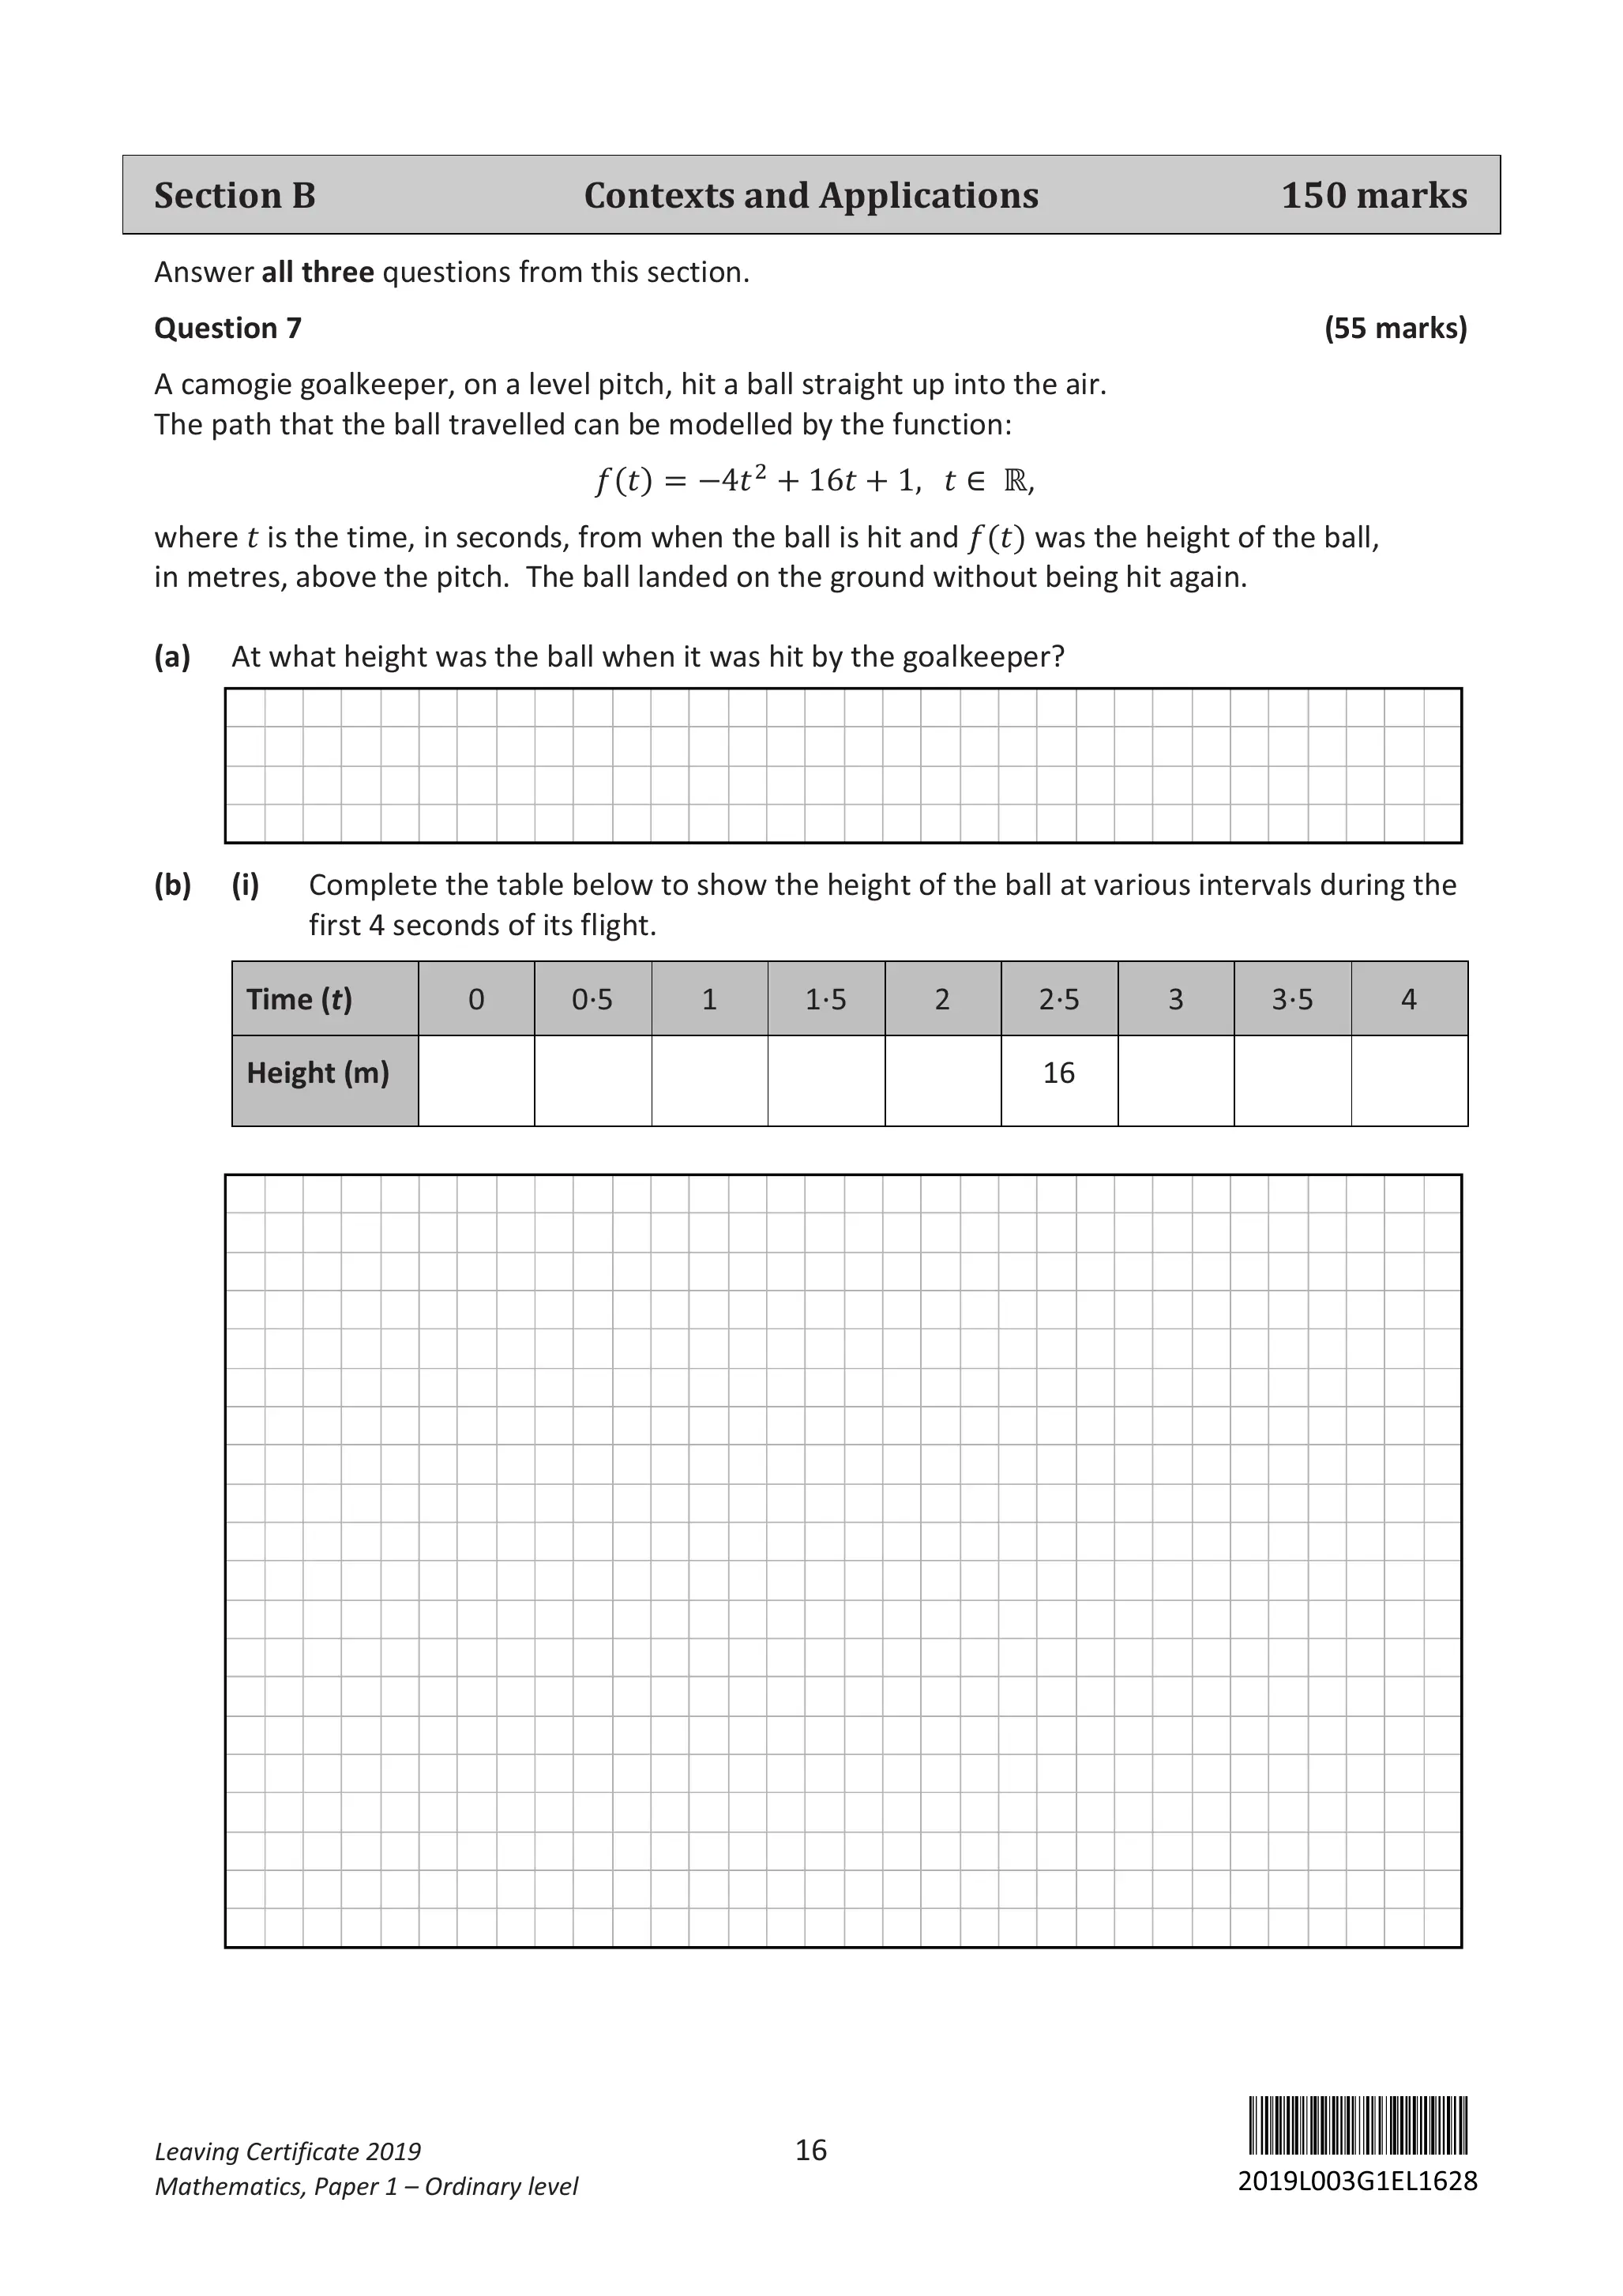 Section B Contexts and Applications 150 marks
Answer all three questions from this section.
Question 7 (55 marks)
A camogie goalkeeper, on a level pitch, hit a ball straight up into the air.
The path that the ball travelled can be modelled by the function:
𝑓(𝑡) = −4𝑡² + 16𝑡 + 1, 𝑡 ∈ ℝ,
where 𝑡 is the time, in seconds, from when the ball is hit and 𝑓(𝑡) was the height of the ball,
in metres, above the pitch. The ball landed on the ground without being hit again.
(a) At what height was the ball when it was hit by the goalkeeper?
(b) (i) Complete the table below to show the height of the ball at various intervals during the
first 4 seconds of its flight.
Time (t) 0 0·5 1 1·5 2 2·5 3 3·5 4
Height (m) 16
Leaving Certificate 2019 16
Mathematics, Paper 1 – Ordinary level
2019L003G1EL1628